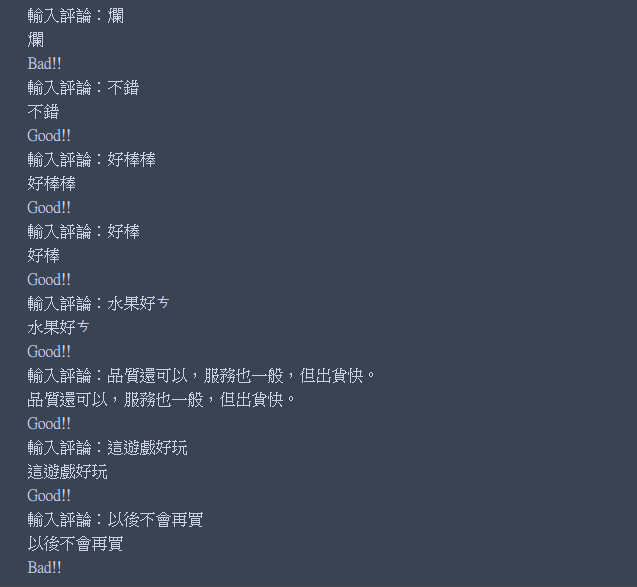 輸入評論：爛
爛
Bad!!
輸入評論：不錯
不錯
Good!!
輸入評論：好棒棒
好棒棒
Good!!
輸入評論：好棒
好棒
Good!!
輸入評論：水果好ㄘ
水果好ㄘ
Good!!
輸入評論：品質還可以，服務也一般，但出貨快。
品質還可以，服務也一般，但出貨快。
Good!!
輸入評論：這遊戲好玩
這遊戲好玩
Good!!
輸入評論：以後不會再買
以後不會再買
Bad!!